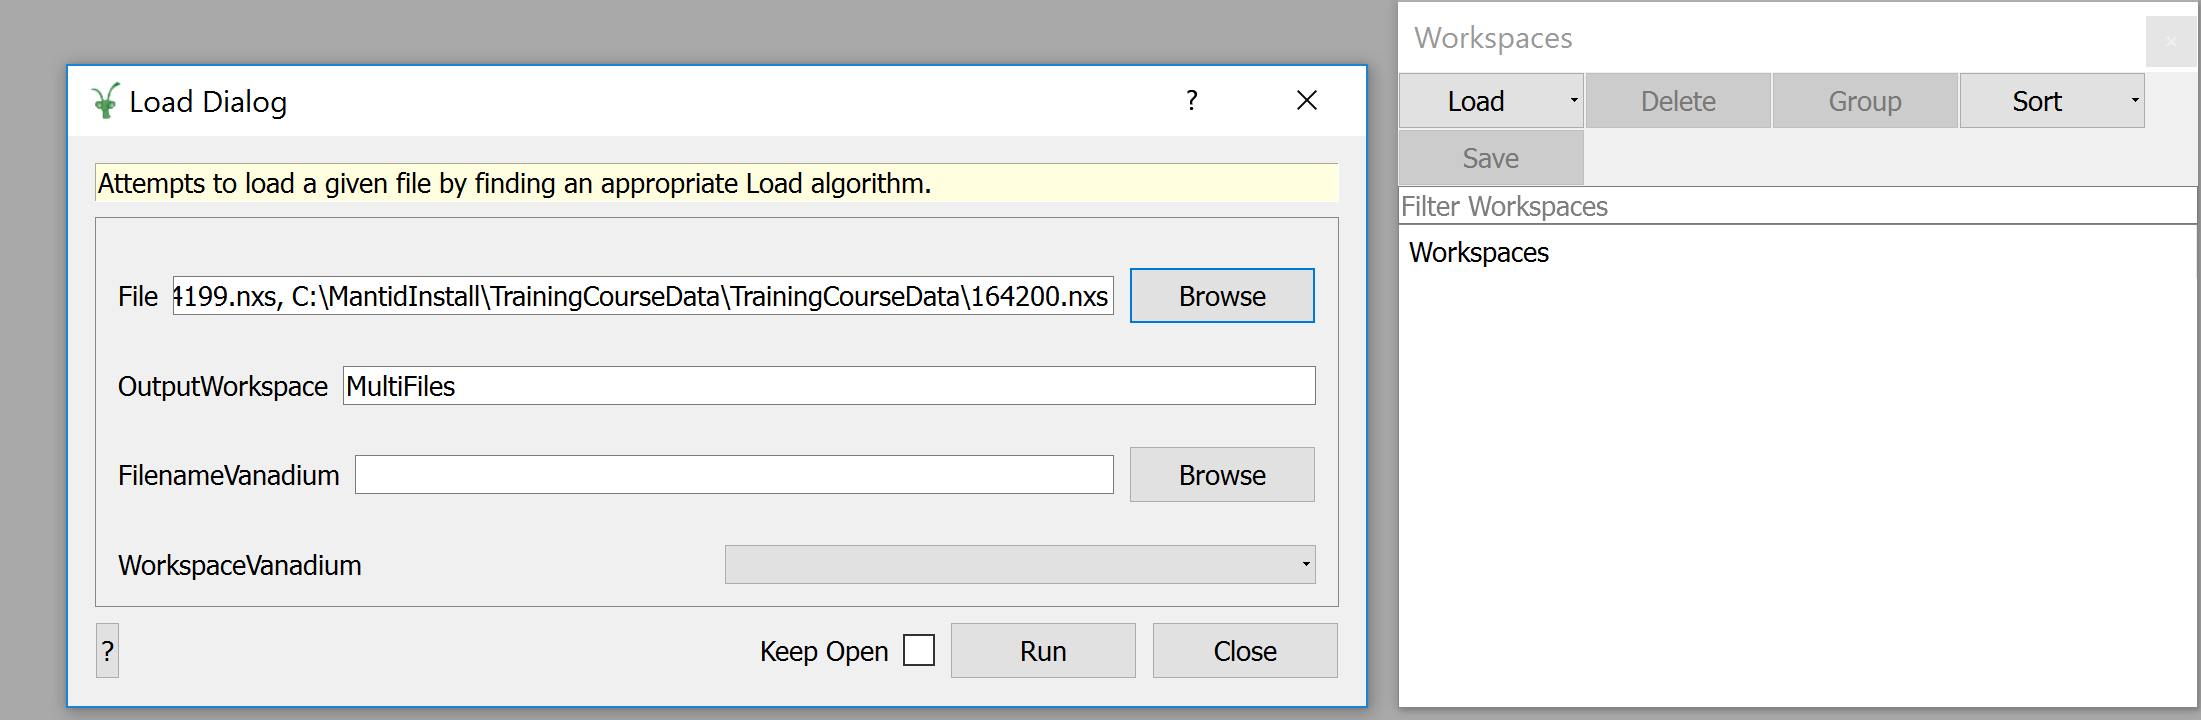 Load Dialog ?
Attempts to load a given file by finding an appropriate Load algorithm.
File 4199.nxs, C:\MantidInstall\TrainingCourseData\TrainingCourseData\164200.nxs Browse
OutputWorkspace MultiFiles
FilenameVanadium Browse
WorkspaceVanadium
? Keep Open Run Close
Workspaces
Load Delete Group Sort
Save
Filter Workspaces
Workspaces